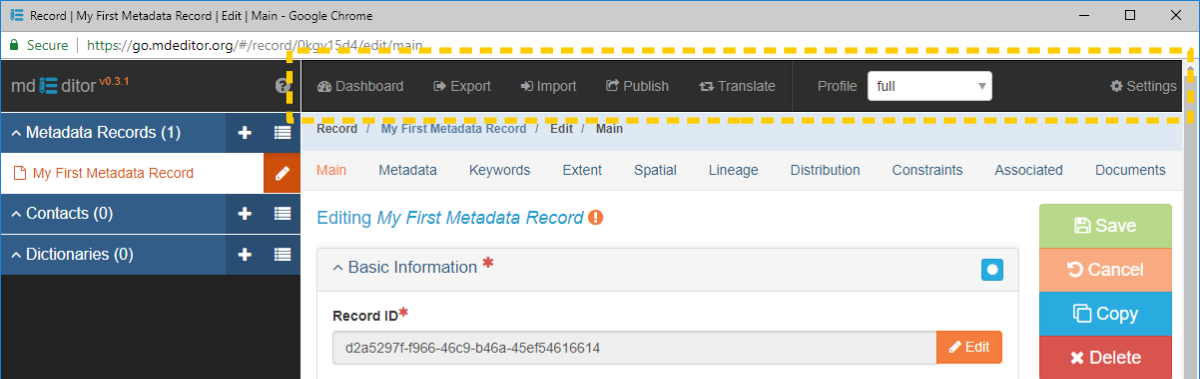 Record | My First Metadata Record | Edit | Main - Google Chrome
Secure | https://go.mdeditor.org/#/record/0kgv15d4/edit/main
md ditor v0.3.1
Dashboard Export Import Publish Translate Profile full Settings
Metadata Records (1)
Record / My First Metadata Record / Edit / Main
My First Metadata Record
Main Metadata Keywords Extent Spatial Lineage Distribution Constraints Associated Documents
Contacts (0)
Editing My First Metadata Record
Save
Dictionaries (0)
Basic Information *
Cancel
Record ID*
Copy
d2a5297f-f966-46c9-b46a-45ef54616614 Edit
Delete